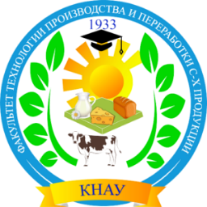 ФАКУЛЬТЕТ ТЕХНОЛОГИИ ПРОИЗВОДСТВА И ПЕРЕРАБОТКИ С-Х ПРОДУКЦИИ
1933
КНАУ